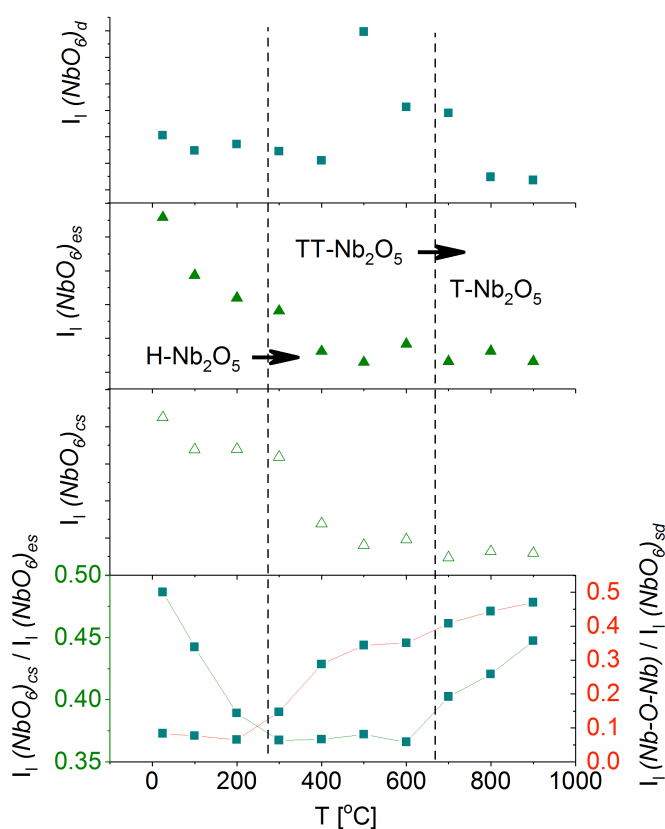 I_I (NbO_6)_d
I_I (NbO_6)_es
TT-Nb_2O_5
T-Nb_2O_5
H-Nb_2O_5
I_I (NbO_6)_cs
I_I (NbO_6)_cs / I_I (NbO_6)_es
0.50
0.45
0.40
0.35
0.5
0.4
0.3
0.2
0.1
0.0
I_I (Nb-O-Nb) / I_I (NbO_6)_sd
0 200 400 600 800 1000
T [°C]